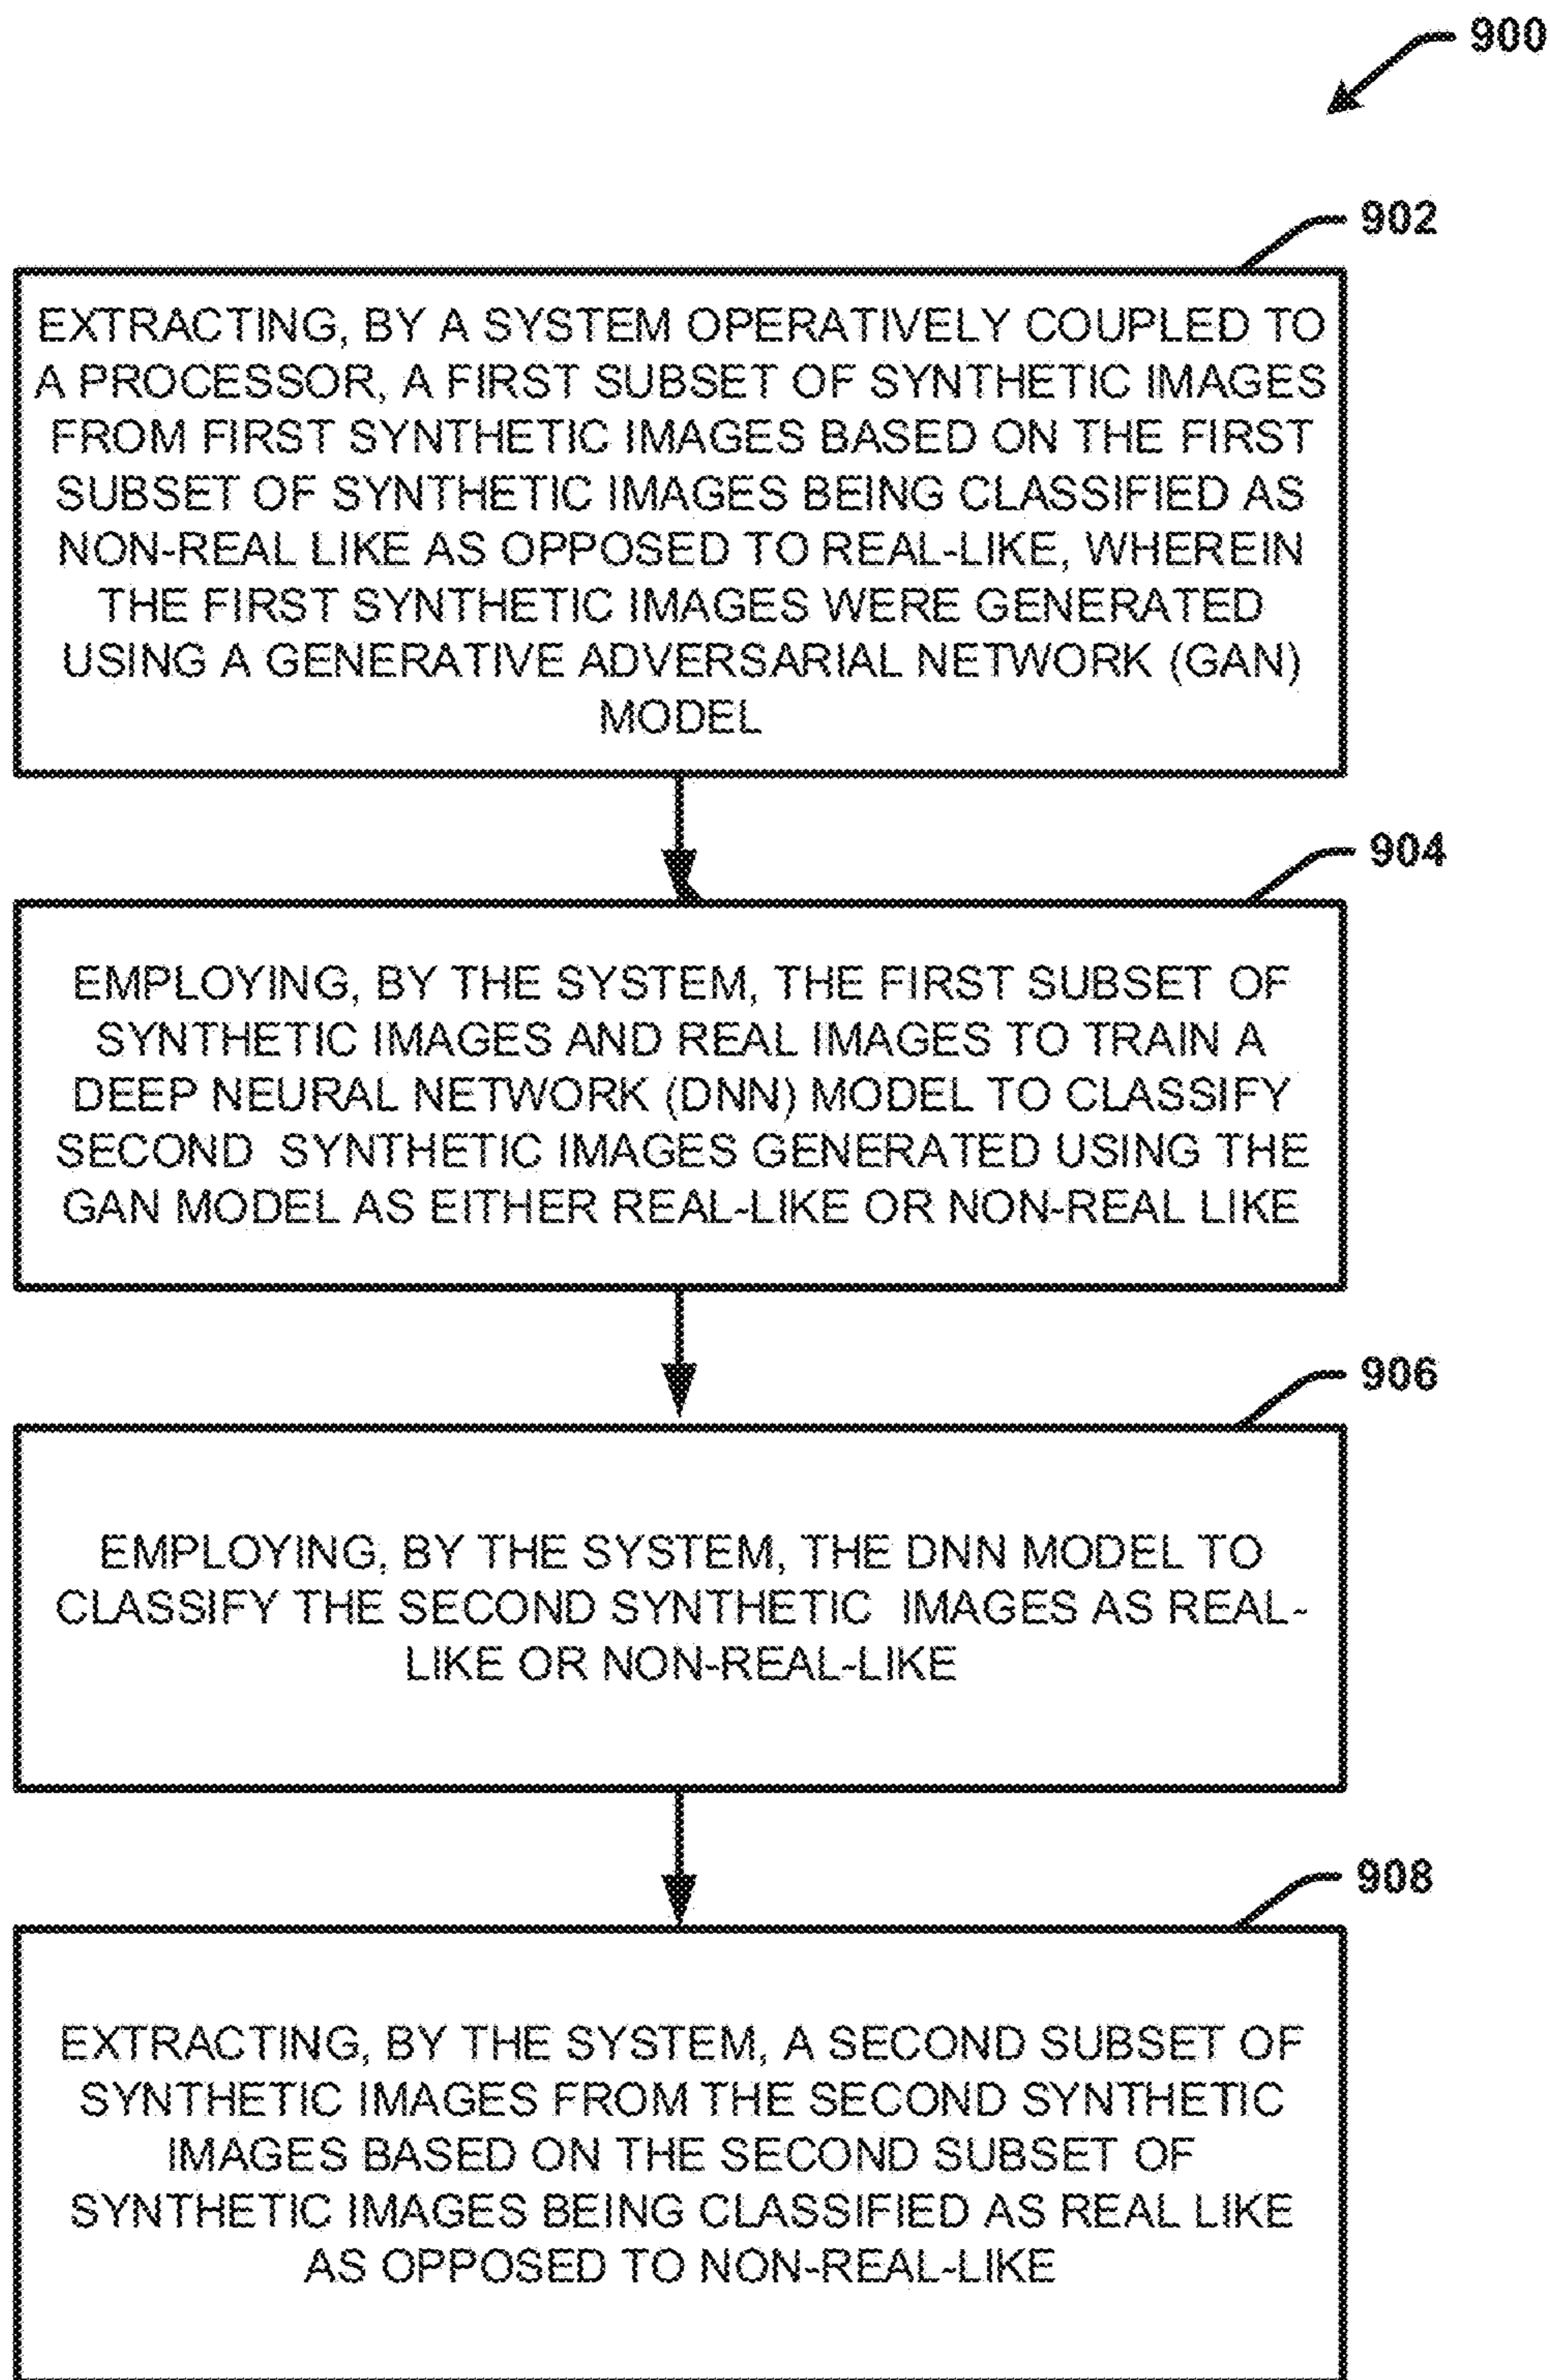 900
902
EXTRACTING, BY A SYSTEM OPERATIVELY COUPLED TO
A PROCESSOR, A FIRST SUBSET OF SYNTHETIC IMAGES
FROM FIRST SYNTHETIC IMAGES BASED ON THE FIRST
SUBSET OF SYNTHETIC IMAGES BEING CLASSIFIED AS
NON-REAL LIKE AS OPPOSED TO REAL-LIKE, WHEREIN
THE FIRST SYNTHETIC IMAGES WERE GENERATED
USING A GENERATIVE ADVERSARIAL NETWORK (GAN)
MODEL
904
EMPLOYING, BY THE SYSTEM, THE FIRST SUBSET OF
SYNTHETIC IMAGES AND REAL IMAGES TO TRAIN A
DEEP NEURAL NETWORK (DNN) MODEL TO CLASSIFY
SECOND SYNTHETIC IMAGES GENERATED USING THE
GAN MODEL AS EITHER REAL-LIKE OR NON-REAL LIKE
906
EMPLOYING, BY THE SYSTEM, THE DNN MODEL TO
CLASSIFY THE SECOND SYNTHETIC IMAGES AS REAL-
LIKE OR NON-REAL-LIKE
908
EXTRACTING, BY THE SYSTEM, A SECOND SUBSET OF
SYNTHETIC IMAGES FROM THE SECOND SYNTHETIC
IMAGES BASED ON THE SECOND SUBSET OF
SYNTHETIC IMAGES BEING CLASSIFIED AS REAL LIKE
AS OPPOSED TO NON-REAL-LIKE